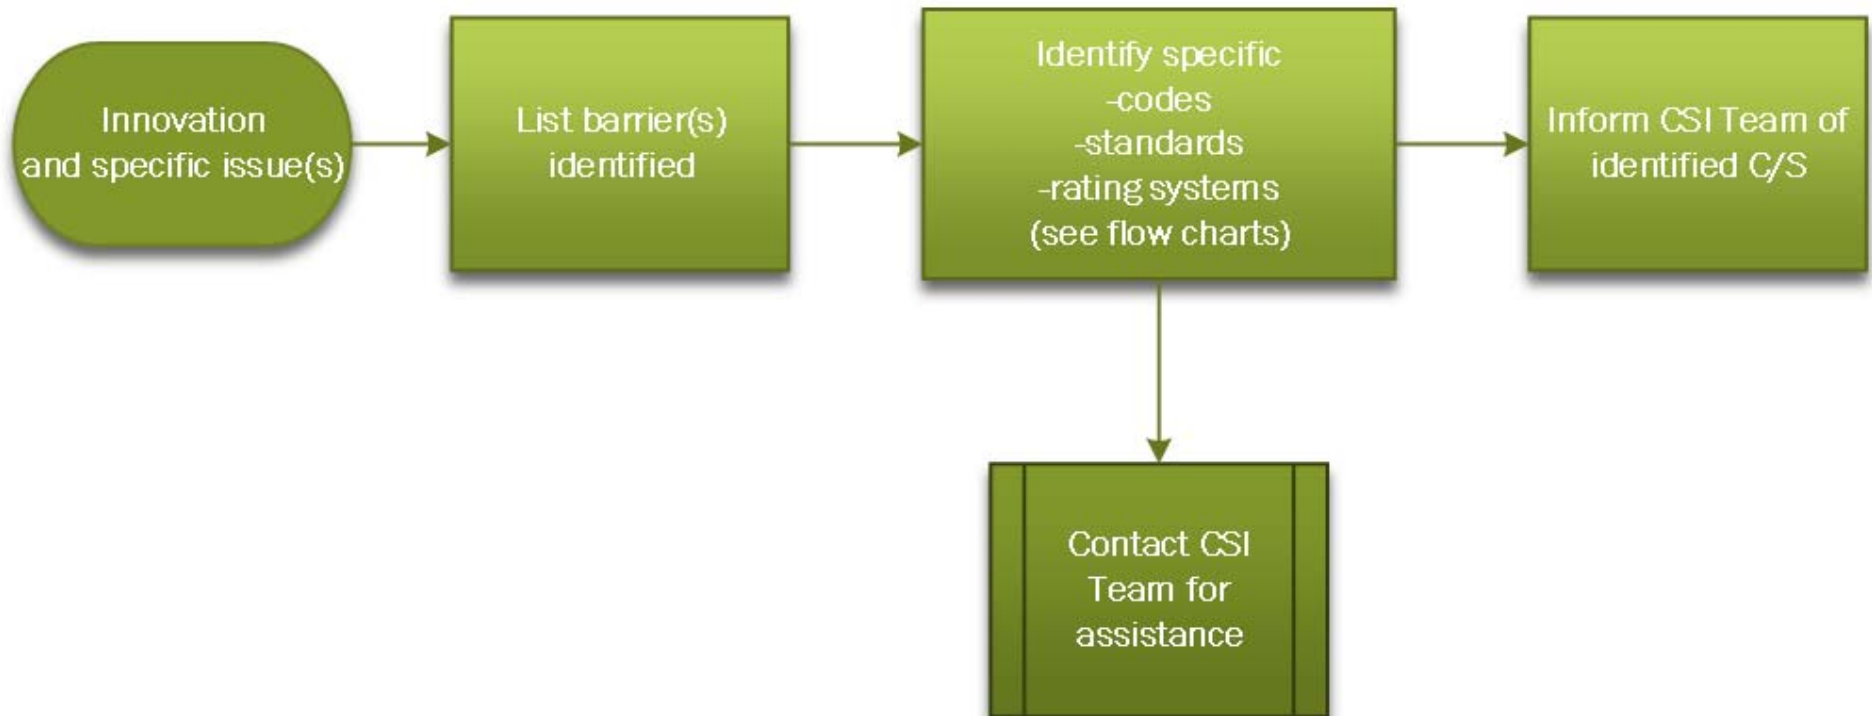 Innovation
and specific issue(s)
List barrier(s)
identified
Identify specific
-codes
-standards
-rating systems
(see flow charts)
Inform CSI Team of
identified C/S
Contact CSI
Team for
assistance